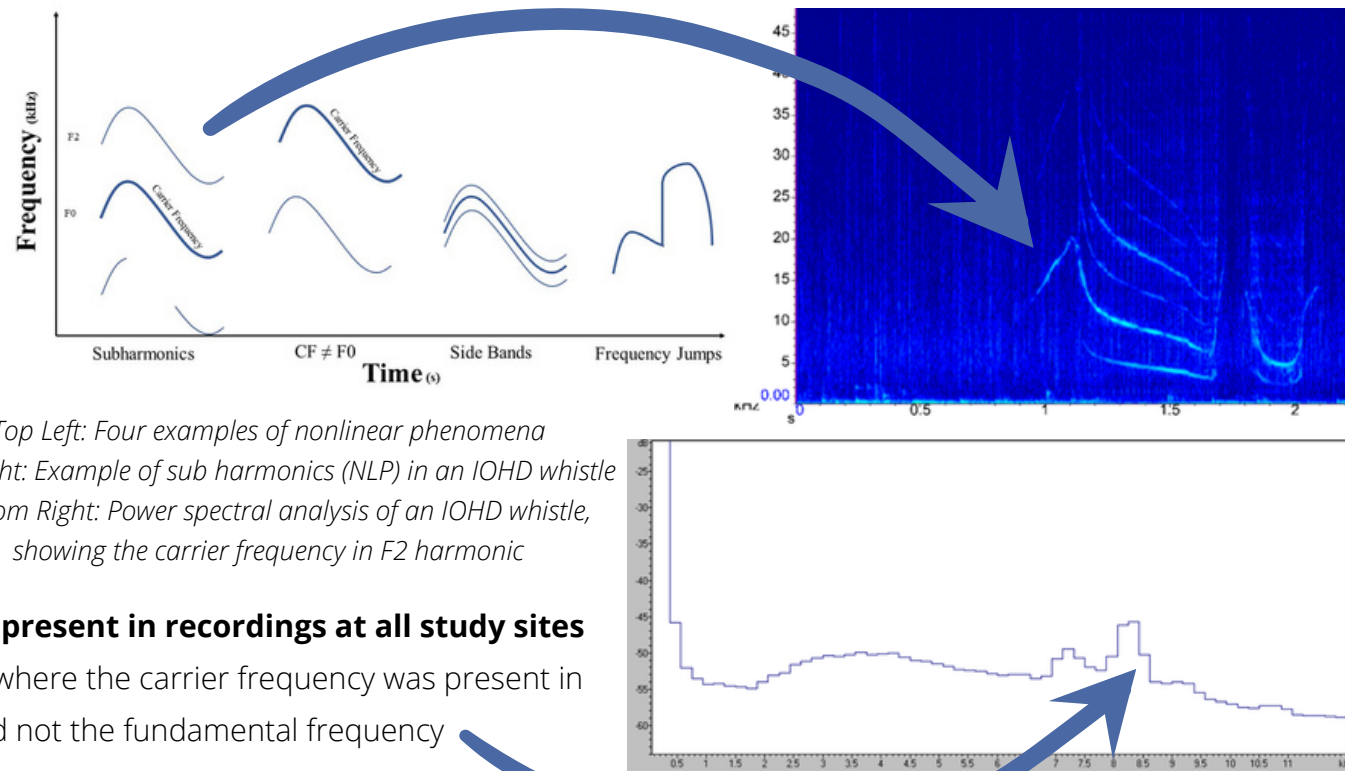 Frequency (kHz)
F2
F0
Carrier Frequency
Carrier Frequency
Subharmonics
CF ≠ F0
Side Bands
Frequency Jumps
Time (s)
45
40
35
30
25
20
15
10
5
0.00
kHz
s
0
0.5
1
1.5
2
Top Left: Four examples of nonlinear phenomena
ht: Example of sub harmonics (NLP) in an IOHD whistle
om Right: Power spectral analysis of an IOHD whistle,
showing the carrier frequency in F2 harmonic
present in recordings at all study sites
where the carrier frequency was present in
d not the fundamental frequency
dB
-25
-30
-35
-40
-45
-50
-55
-60
0.5 1 1.5 2 2.5 3 3.5 4 4.5 5 5.5 6 6.5 7 7.5 8 8.5 9 9.5 10 10.5 11